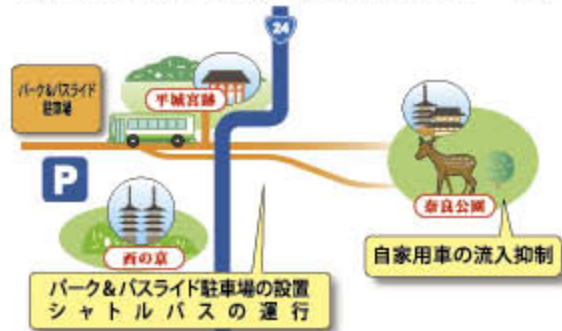 24
パーク&バスライド
駐車場
平城宮跡
P
奈良公園
西の京
自家用車の流入抑制
パーク&バスライド駐車場の設置
シャトルバスの運行